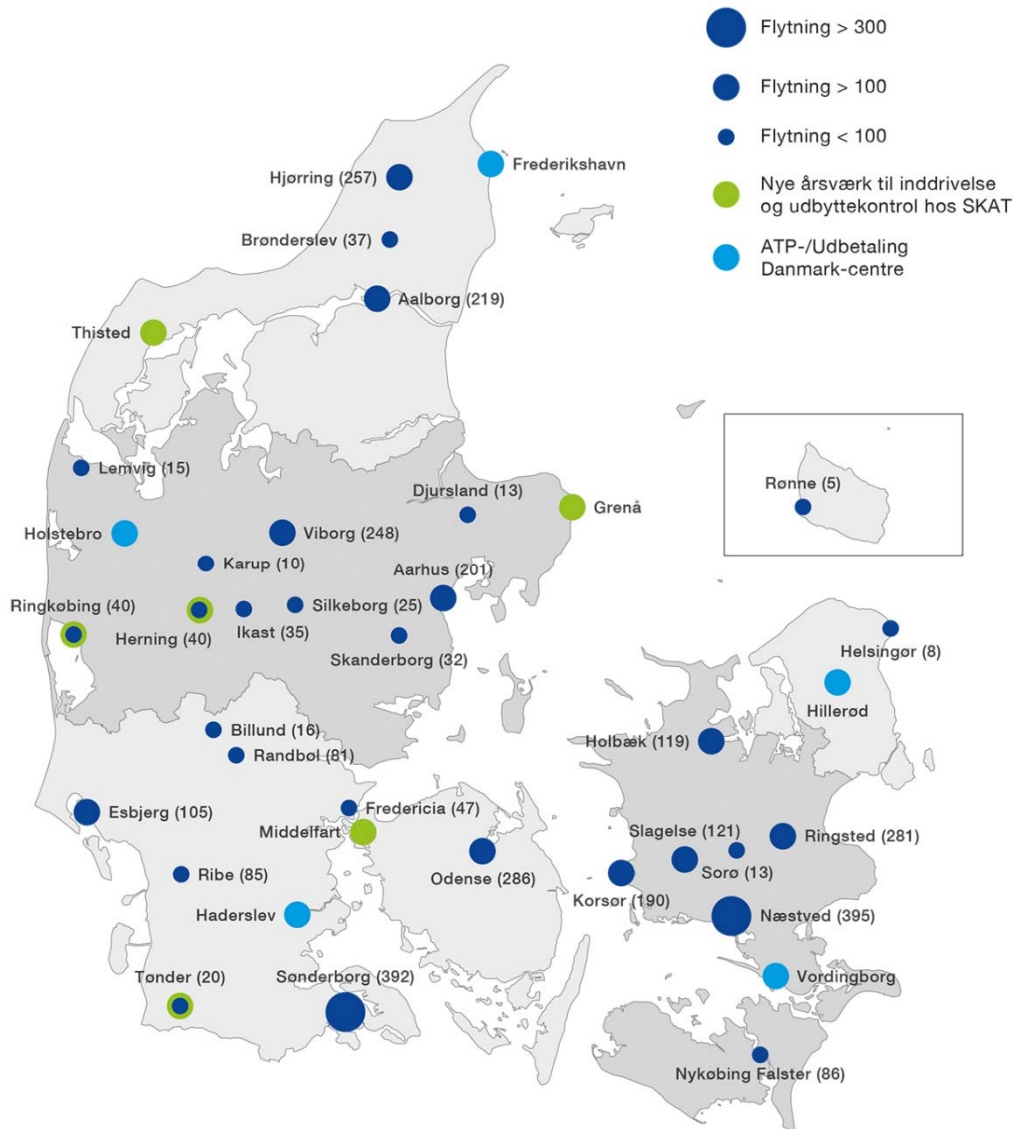 Flytning > 300
Flytning > 100
Flytning < 100
Nye årsværk til inddrivelse
og udbyttekontrol hos SKAT
ATP-/Udbetaling
Danmark-centre
Frederikshavn
Hjørring (257)
Brønderslev (37)
Aalborg (219)
Thisted
Lemvig (15)
Djursland (13)
Grenå
Rønne (5)
Holstebro
Viborg (248)
Karup (10)
Aarhus (201)
Ringkøbing (40)
Herning (40)
Ikast (35)
Silkeborg (25)
Skanderborg (32)
Helsingør (8)
Hillerød
Billund (16)
Randbøl (81)
Holbæk (119)
Esbjerg (105)
Fredericia (47)
Middelfart
Slagelse (121)
Ringsted (281)
Ribe (85)
Odense (286)
Sorø (13)
Korsør (190)
Haderslev
Næstved (395)
Tønder (20)
Sønderborg (392)
Vordingborg
Nykøbing Falster (86)